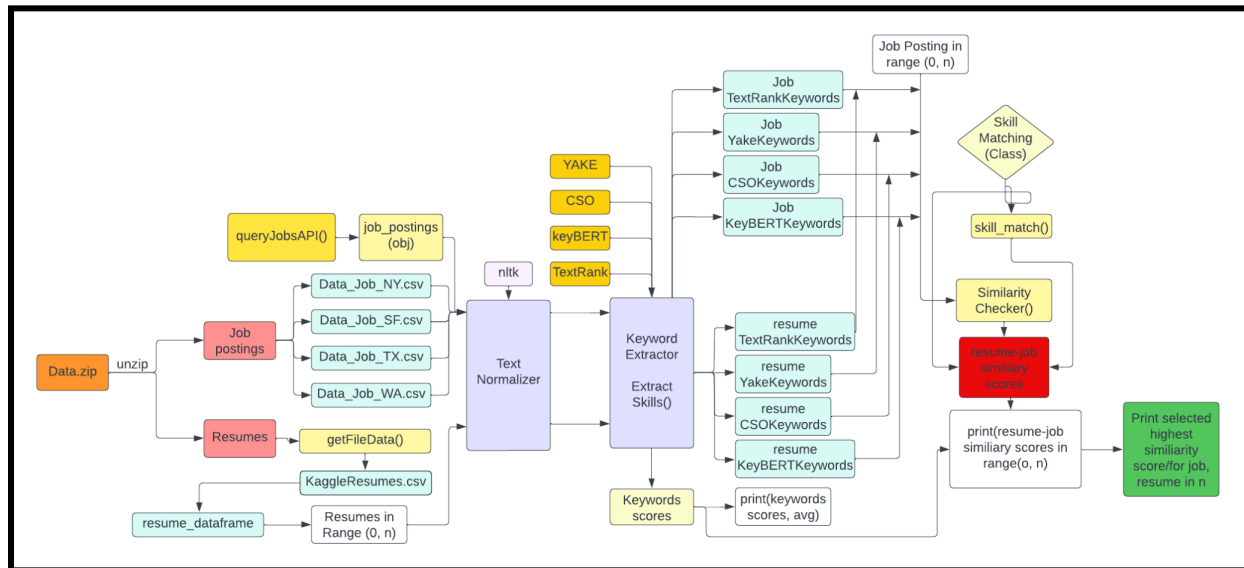 Data.zip
unzip
Job
postings
Resumes
queryJobsAPI()
job_postings
(obj)
Data_Job_NY.csv
Data_Job_SF.csv
Data_Job_TX.csv
Data_Job_WA.csv
getFileData()
KaggleResumes.csv
resume_dataframe
Resumes in
Range (0, n)
nltk
Text
Normalizer
YAKE
CSO
keyBERT
TextRank
Keyword
Extractor
Extract
Skills()
Keywords
scores
print(keywords
scores, avg)
Job
TextRankKeywords
Job
YakeKeywords
Job
CSOKeywords
Job
KeyBERTKeywords
resume
TextRankKeywords
resume
YakeKeywords
resume
CSOKeywords
resume
KeyBERTKeywords
Job Posting in
range (0, n)
Skill
Matching
(Class)
skill_match()
Similarity
Checker()
resume-job
similiary
scores
print(resume-job
similiary scores in
range(o, n)
Print selected
highest
similiarity
score/for job,
resume in n